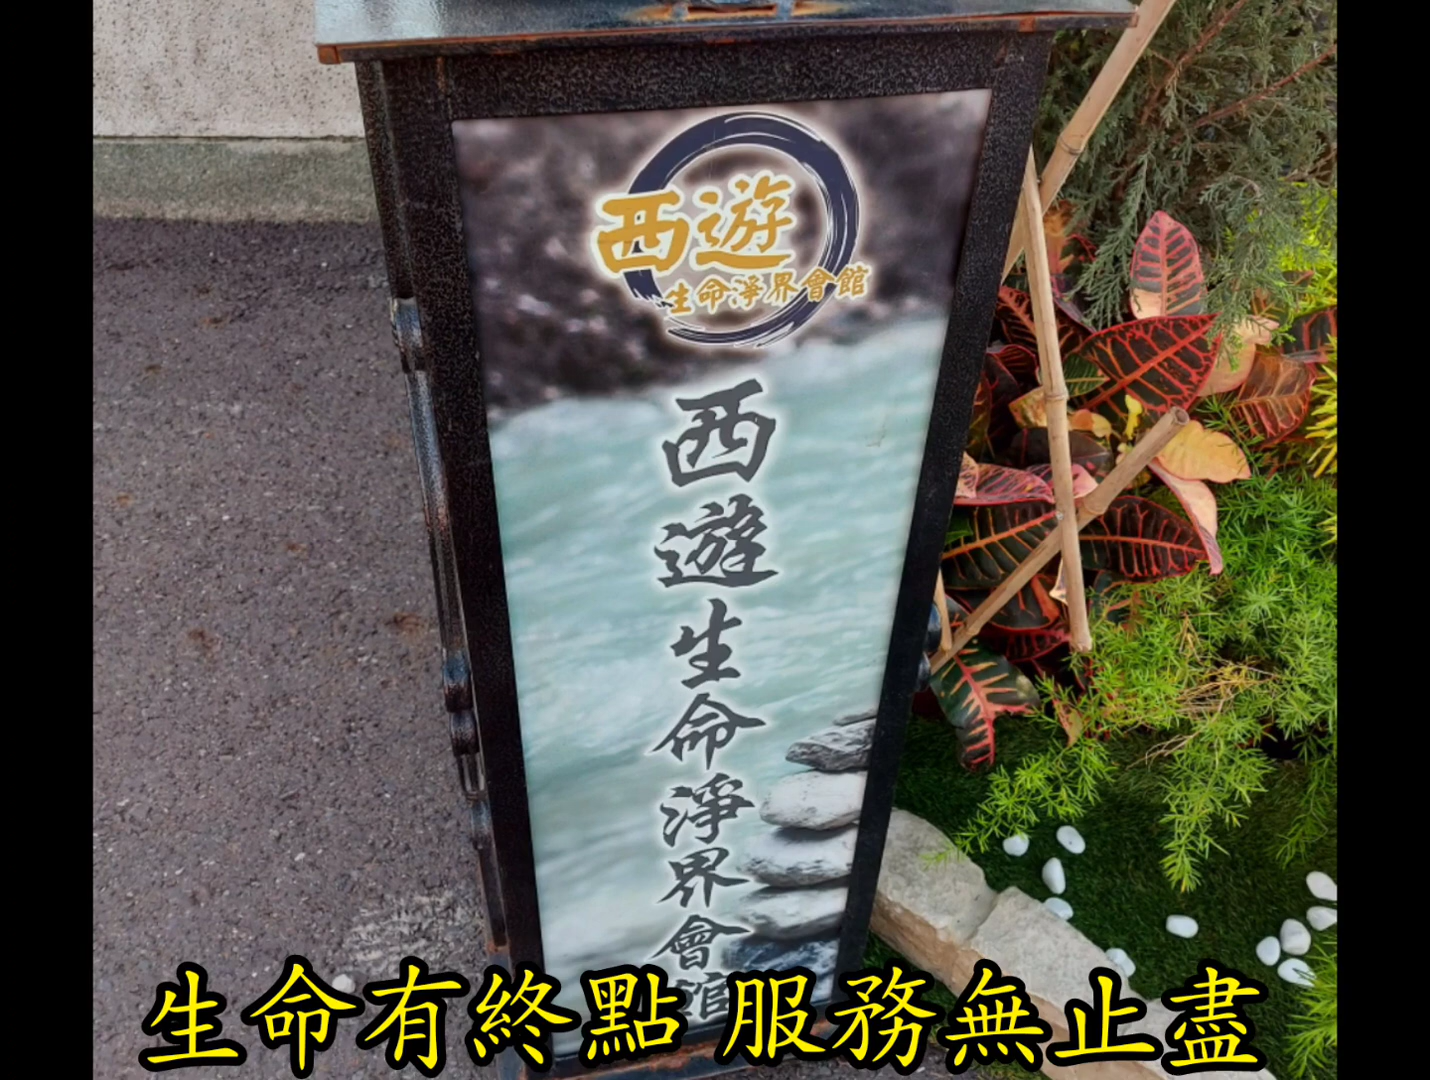 西遊
生命淨界會館
西遊生命淨界會館
生命有終點 服務無止盡